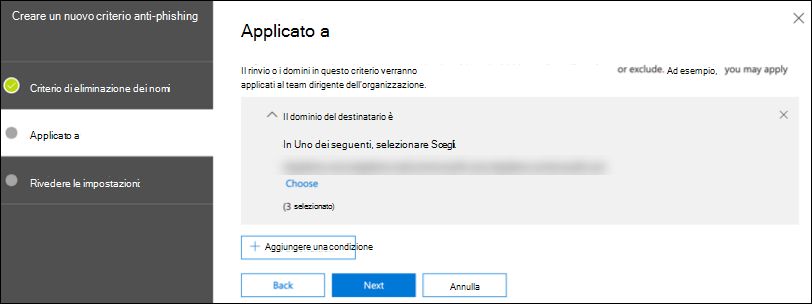 Creare un nuovo criterio anti-phishing
Criterio di eliminazione dei nomi
Applicato a
Rivedere le impostazioni
Applicato a
Il rinvio o i domini in questo criterio verranno or exclude. Ad esempio, you may apply
applicati al team dirigente dell'organizzazione.
Il dominio del destinatario è
In Uno dei seguenti, selezionare Scegli.
Choose
(3 selezionato)
+ Aggiungere una condizione
Back
Next
Annulla